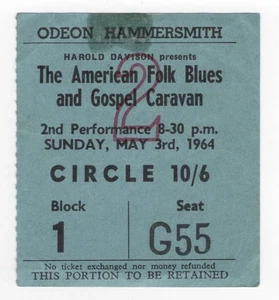 ODEON HAMMERSMITH
HAROLD DAVISON presents
The American Folk Blues
and Gospel Caravan
2
2nd Performance 8-30 p.m.
SUNDAY, MAY 3rd, 1964
CIRCLE 10/6
Block Seat
1 G55
No ticket exchanged nor money refunded
THIS PORTION TO BE RETAINED